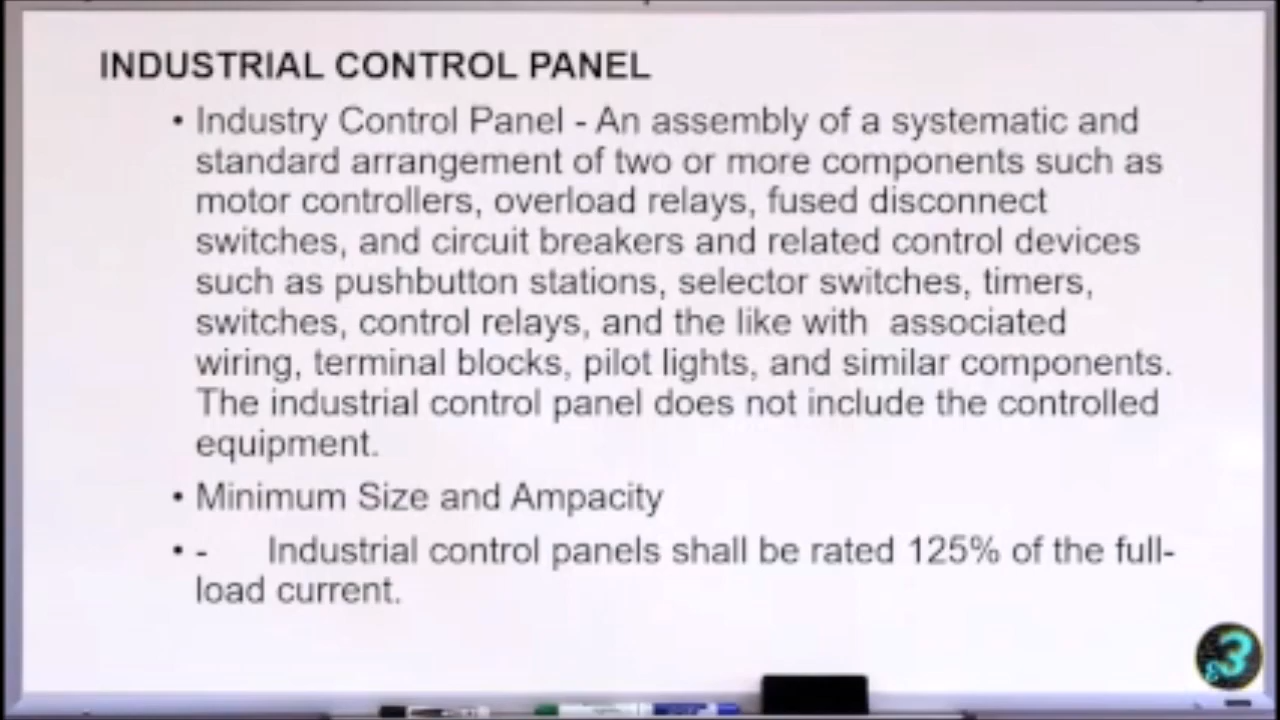 INDUSTRIAL CONTROL PANEL
• Industry Control Panel - An assembly of a systematic and
standard arrangement of two or more components such as
motor controllers, overload relays, fused disconnect
switches, and circuit breakers and related control devices
such as pushbutton stations, selector switches, timers,
switches, control relays, and the like with  associated
wiring, terminal blocks, pilot lights, and similar components.
The industrial control panel does not include the controlled
equipment.
• Minimum Size and Ampacity
• -      Industrial control panels shall be rated 125% of the full-
load current.
3